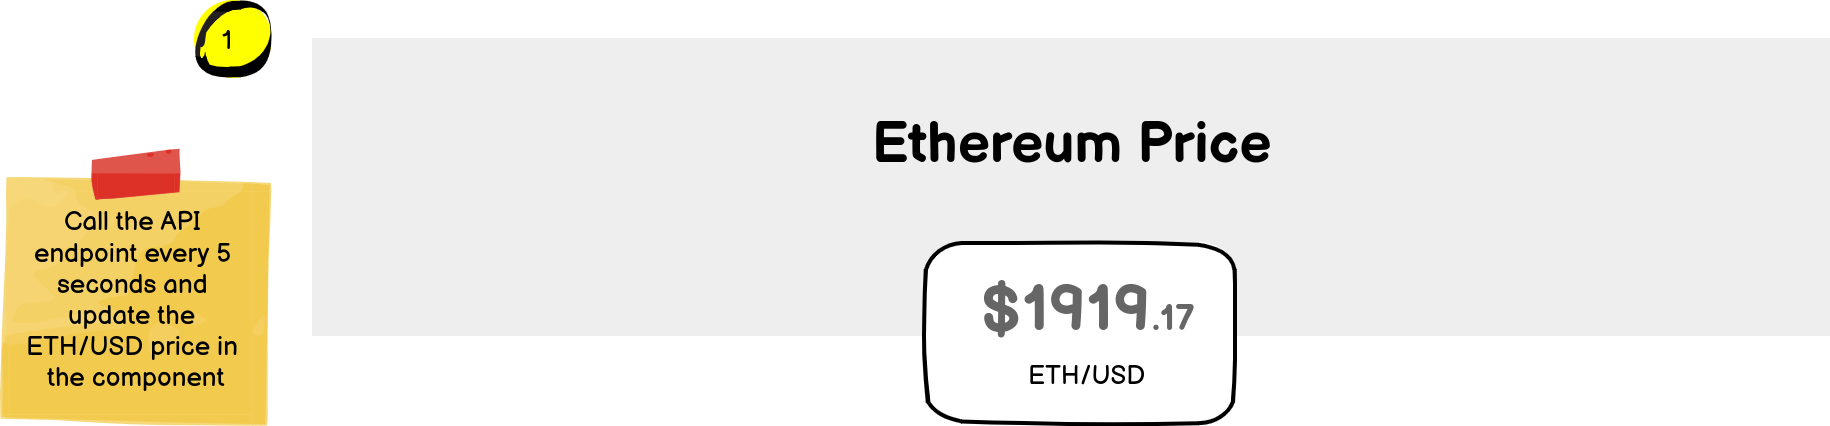 1
Ethereum Price
Call the API
endpoint every 5
seconds and
update the
ETH/USD price in
the component
$1919.17
ETH/USD